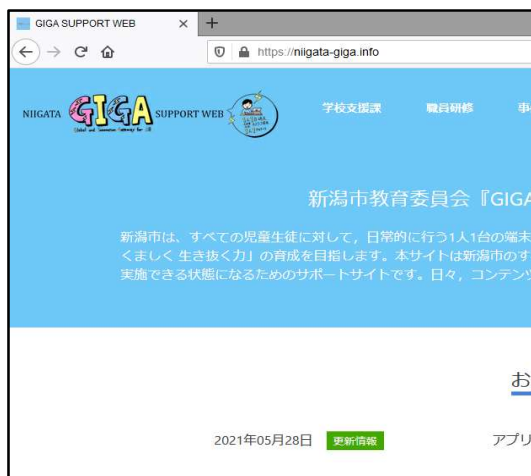 GIGA SUPPORT WEB
https://niigata-giga.info
NIIGATA GIGA SUPPORT WEB
学校支援課 職員研修
新潟市教育委員会『GIGA
新潟市は、すべての児童生徒に対して，日常的に行う1人1台の端末
くましく 生き抜く力」の育成を目指します。本サイトは新潟市のす
実施できる状態になるためのサポートサイトです。日々，コンテンツ
お
2021年05月28日 更新情報 アプリ